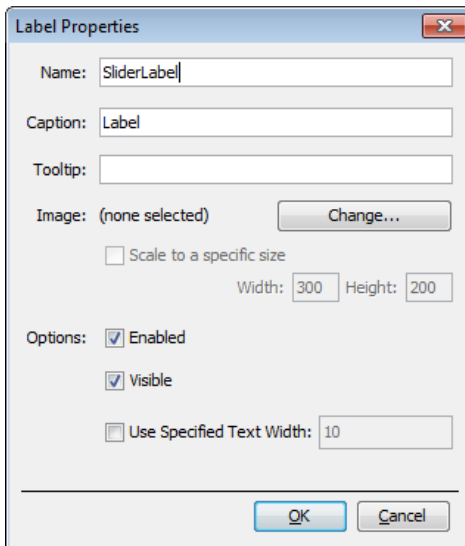 Label Properties
Name: SliderLabel
Caption: Label
Tooltip:
Image: (none selected) Change...
Scale to a specific size
Width: 300 Height: 200
Options: Enabled
Visible
Use Specified Text Width: 10
OK Cancel